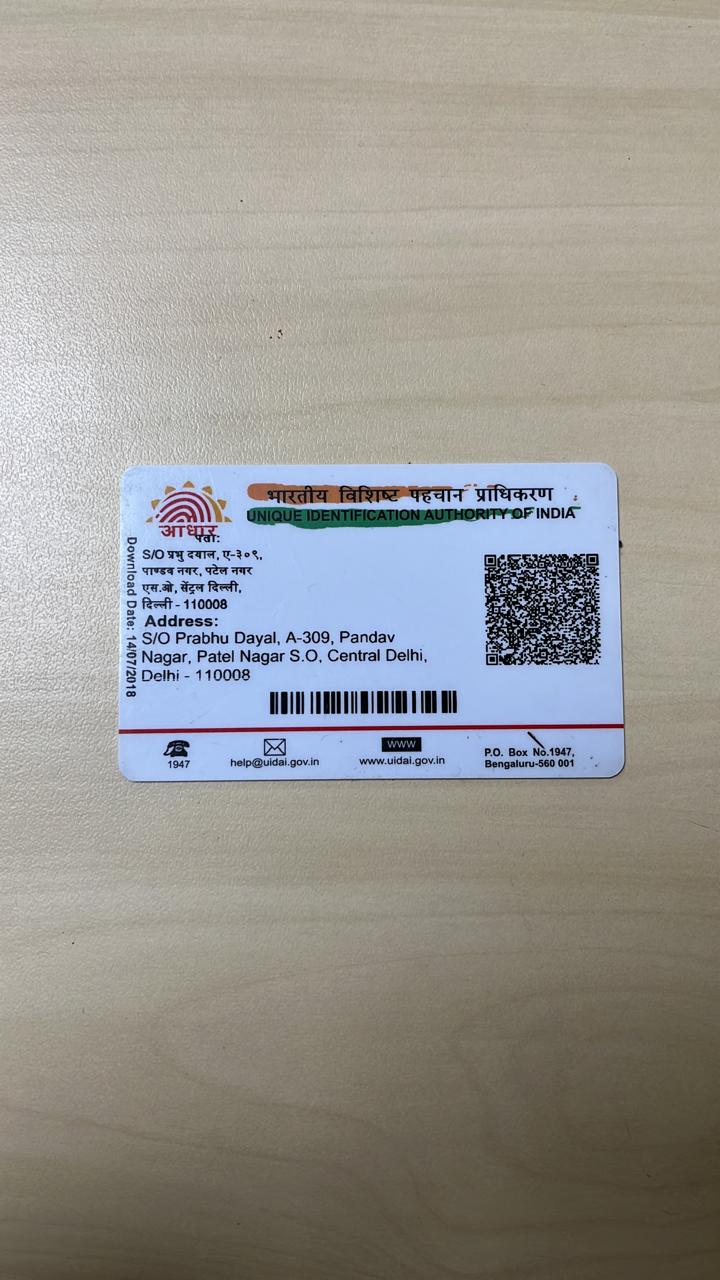 भारतीय विशिष्ट पहचान प्राधिकरण
UNIQUE IDENTIFICATION AUTHORITY OF INDIA
आधार
पता:
S/O प्रभु दयाल, ए-३०९,
पाण्डव नगर, पटेल नगर
एस.ओ, सेंट्रल दिल्ली,
दिल्ली - 110008
Address:
S/O Prabhu Dayal, A-309, Pandav
Nagar, Patel Nagar S.O, Central Delhi,
Delhi - 110008
Download Date: 14/07/2018
1947
help@uidai.gov.in
WWW
www.uidai.gov.in
P.O. Box No.1947,
Bengaluru-560 001